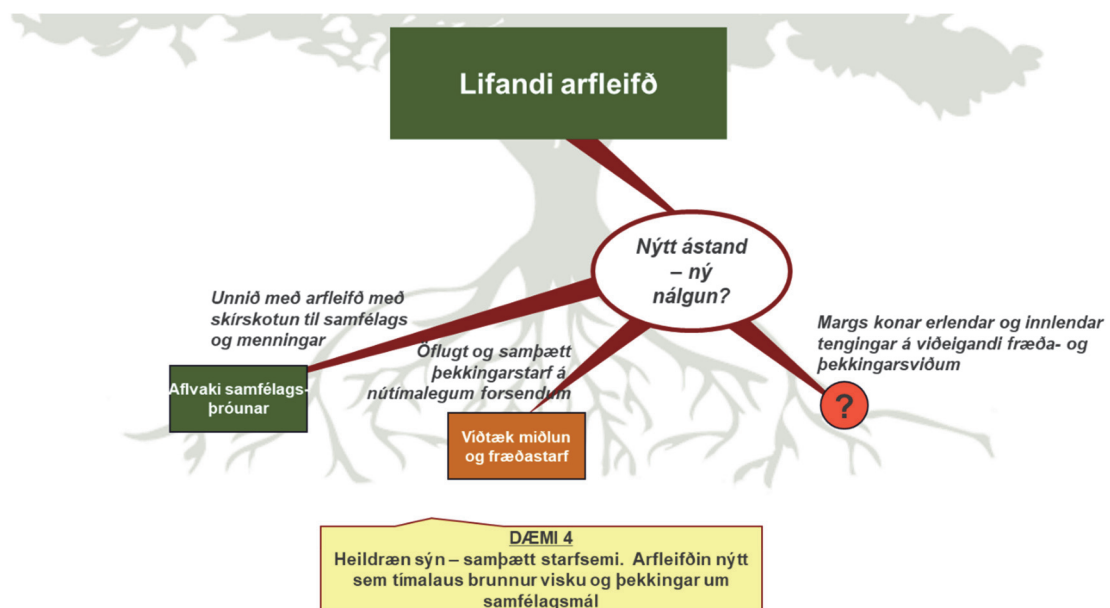 Lifandi arfleifð
Nýtt ástand
– ný
nálgun?
Unnið með arfleifð með
skírskotun til samfélags
og menningar
Öflugt og samþætt
þekkingarstarf á
nútímalegum forsendum
Margs konar erlendar og innlendar
tengingar á viðeigandi fræða- og
þekkingarsviðum
Aflvaki samfélags-
þróunar
Víðtæk miðlun
og fræðastarf
?
DÆMI 4
Heildræn sýn – samþætt starfsemi. Arfleifðin nýtt
sem tímalaus brunnur visku og þekkingar um
samfélagsmál